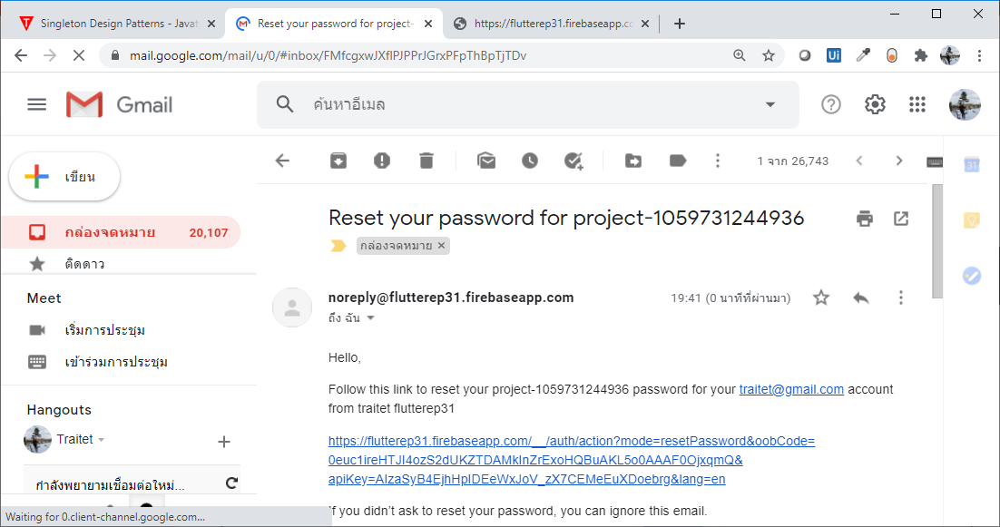 Singleton Design Patterns - Javat
Reset your password for project-
https://flutterep31.firebaseapp.co
mail.google.com/mail/u/0/#inbox/FMfcgxwJXflPJPPrJGrxPFpThBpTjTDv
Ui
Gmail
ค้นหาอีเมล
เขียน
1 จาก 26,743
31
กล่องจดหมาย 20,107
ติดดาว
Reset your password for project-1059731244936
กล่องจดหมาย
Meet
เริ่มการประชุม
เข้าร่วมการประชุม
noreply@flutterep31.firebaseapp.com
19:41 (0 นาทีที่ผ่านมา)
ถึง ฉัน
Hello,
Follow this link to reset your project-1059731244936 password for your traitet@gmail.com account
from traitet flutterep31
https://flutterep31.firebaseapp.com/__/auth/action?mode=resetPassword&oobCode=
0euc1ireHTJI4ozS2dUKZTDAMkInZrExoHQBuAKL5o0AAAF0OjxqmQ&
apiKey=AIzaSyB4EjhHpIDEeWxJoV_zX7CEMeEuXDoebrg&lang=en
If you didn't ask to reset your password, you can ignore this email.
Hangouts
Traitet
กำลังพยายามเชื่อมต่อใหม่...
Waiting for 0.client-channel.google.com...